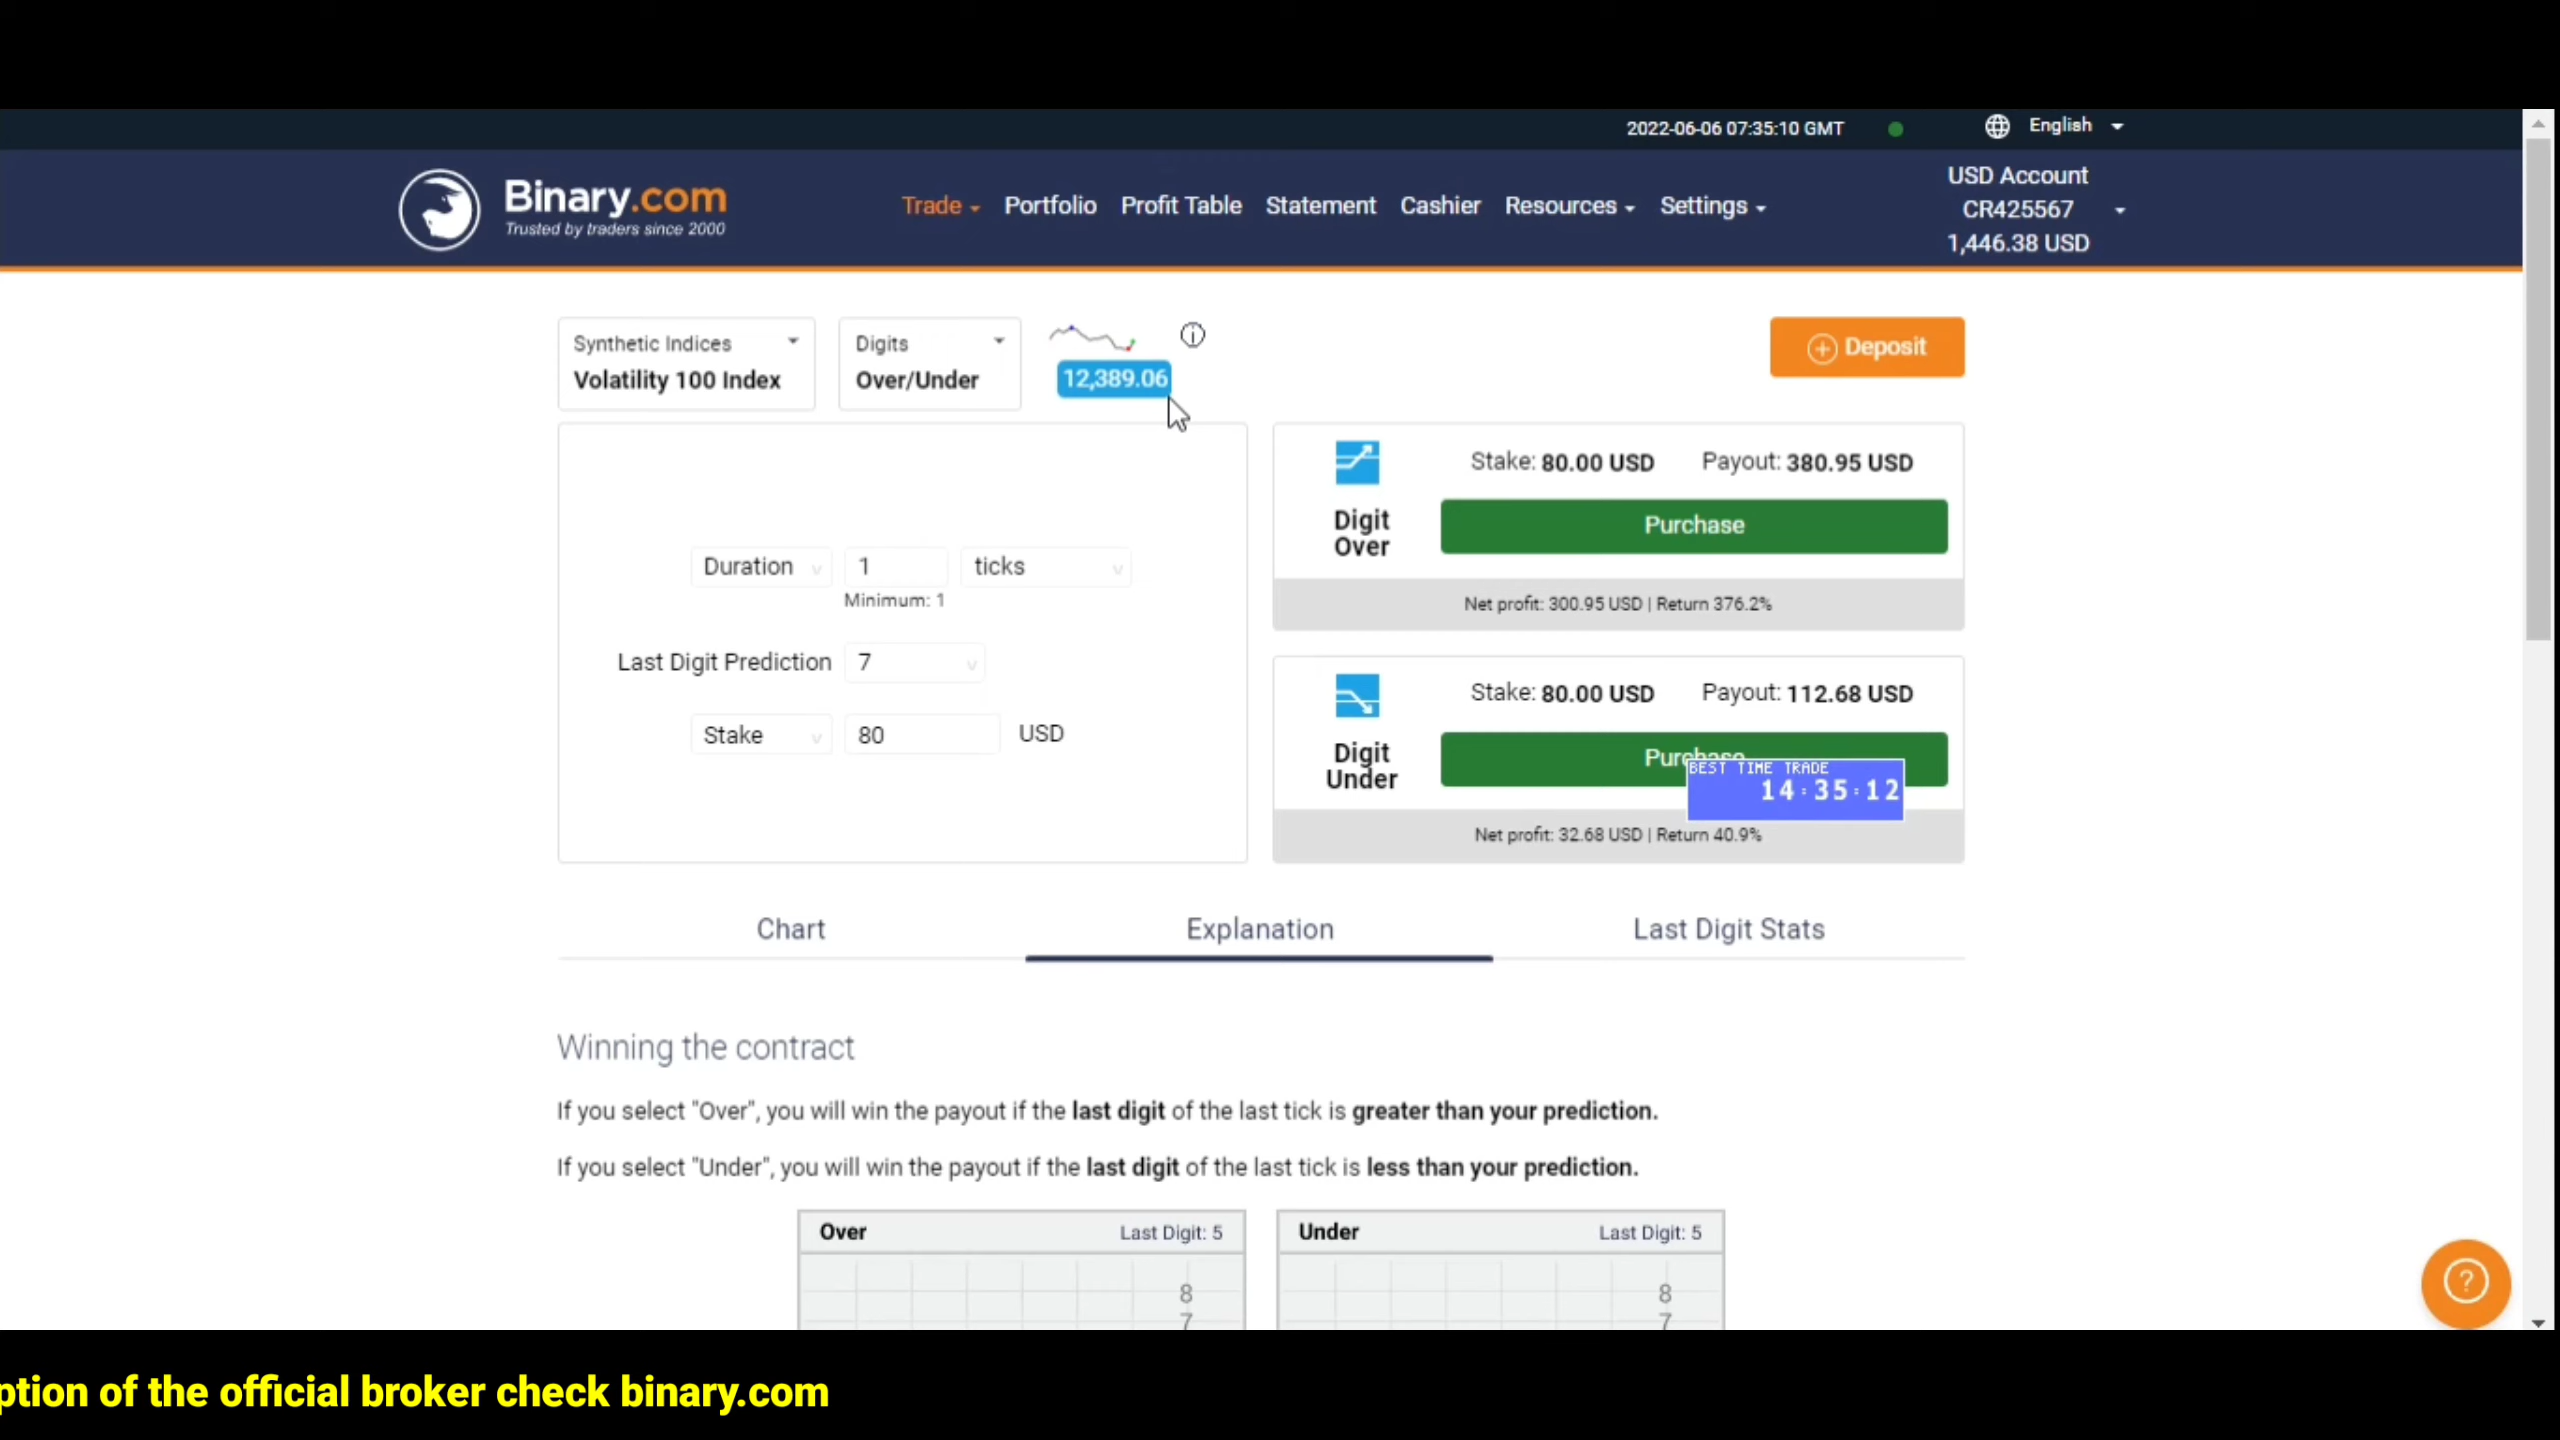 2022-06-06 07:35:10 GMT
English
Binary.com
Trusted by traders since 2000
Trade
Portfolio
Profit Table
Statement
Cashier
Resources
Settings
USD Account
CR425567
1,446.38 USD
Synthetic Indices
Volatility 100 Index
Digits
Over/Under
12,389.06
Deposit
Duration 1 ticks
Minimum: 1
Last Digit Prediction 7
Stake 80 USD
Stake: 80.00 USD Payout: 380.95 USD
Digit Over
Purchase
Net profit: 300.95 USD | Return 376.2%
Stake: 80.00 USD Payout: 112.68 USD
Digit Under
Purchase
BEST TIME TRADE
14:35:12
Net profit: 32.68 USD | Return 40.9%
Chart
Explanation
Last Digit Stats
Winning the contract
If you select "Over", you will win the payout if the last digit of the last tick is greater than your prediction.
If you select "Under", you will win the payout if the last digit of the last tick is less than your prediction.
Over Last Digit: 5
8
7
Under Last Digit: 5
8
7
ption of the official broker check binary.com